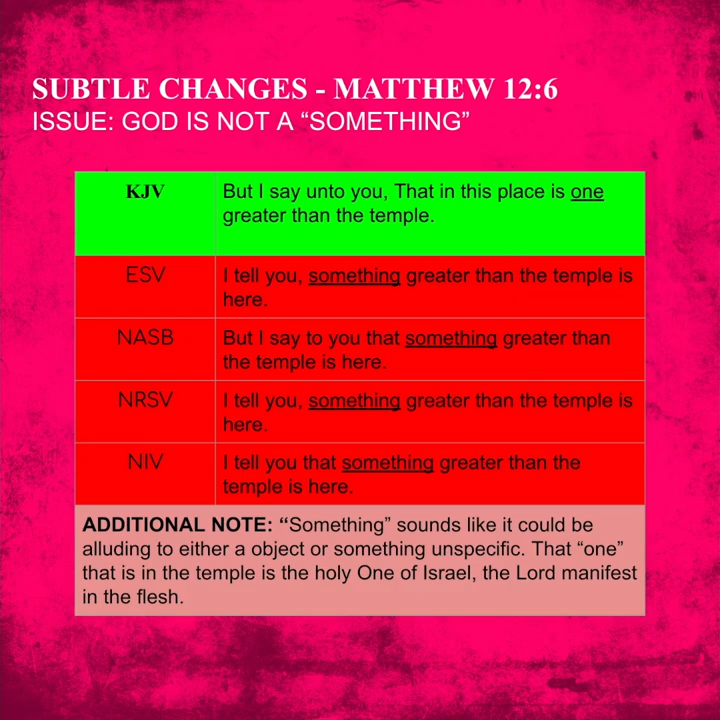 SUBTLE CHANGES - MATTHEW 12:6
ISSUE: GOD IS NOT A “SOMETHING”
KJV
But I say unto you, That in this place is one
greater than the temple.
ESV
I tell you, something greater than the temple is
here.
NASB
But I say to you that something greater than
the temple is here.
NRSV
I tell you, something greater than the temple is
here.
NIV
I tell you that something greater than the
temple is here.
ADDITIONAL NOTE: “Something” sounds like it could be
alluding to either a object or something unspecific. That “one”
that is in the temple is the holy One of Israel, the Lord manifest
in the flesh.